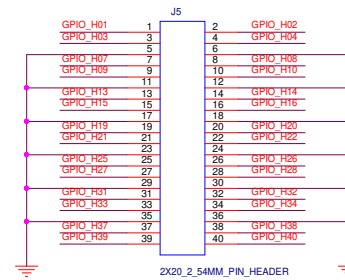 J5
GPIO_H01 1 2 GPIO_H02
GPIO_H03 3 4 GPIO_H04
5 6
GPIO_H07 7 8 GPIO_H08
GPIO_H09 9 10 GPIO_H10
11 12
GPIO_H13 13 14 GPIO_H14
GPIO_H15 15 16 GPIO_H16
17 18
GPIO_H19 19 20 GPIO_H20
GPIO_H21 21 22 GPIO_H22
23 24
GPIO_H25 25 26 GPIO_H26
GPIO_H27 27 28 GPIO_H28
29 30
GPIO_H31 31 32 GPIO_H32
GPIO_H33 33 34 GPIO_H34
35 36
GPIO_H37 37 38 GPIO_H38
GPIO_H39 39 40 GPIO_H40
2X20_2_54MM_PIN_HEADER